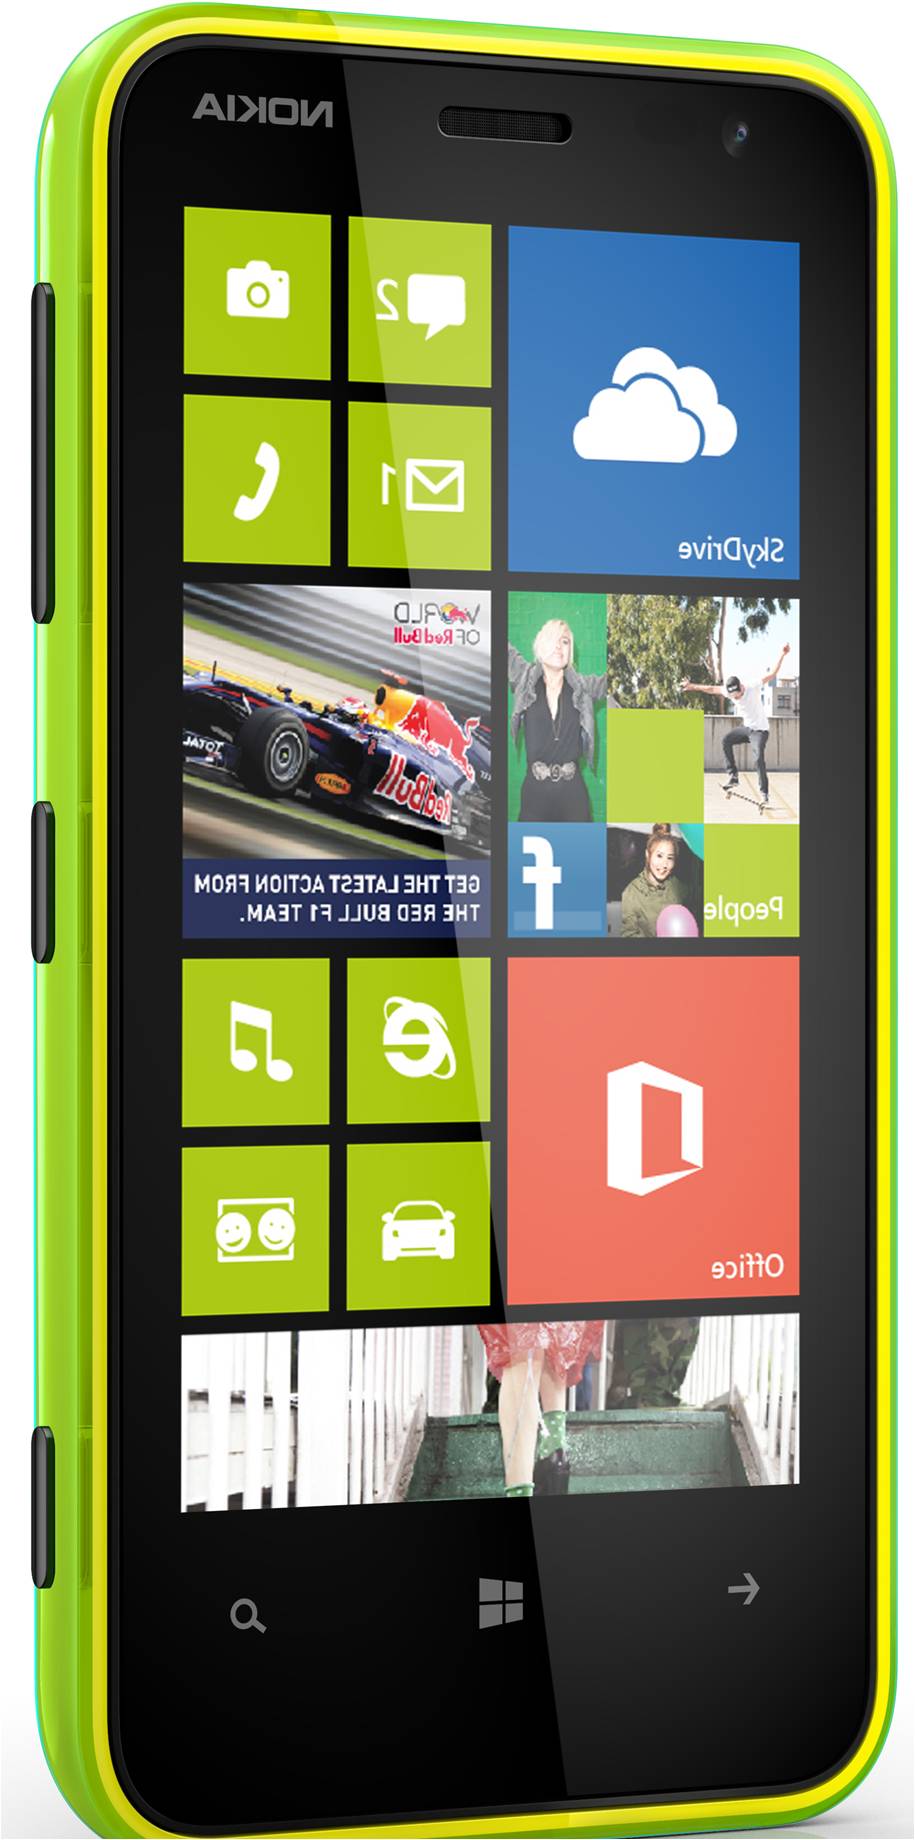 NOKIA
2
SkyDrive
1
WORLD
OF Red Bull
TOTAL
Red Bull
GET THE LATEST ACTION FROM
THE RED BULL F1 TEAM.
f
People
Office